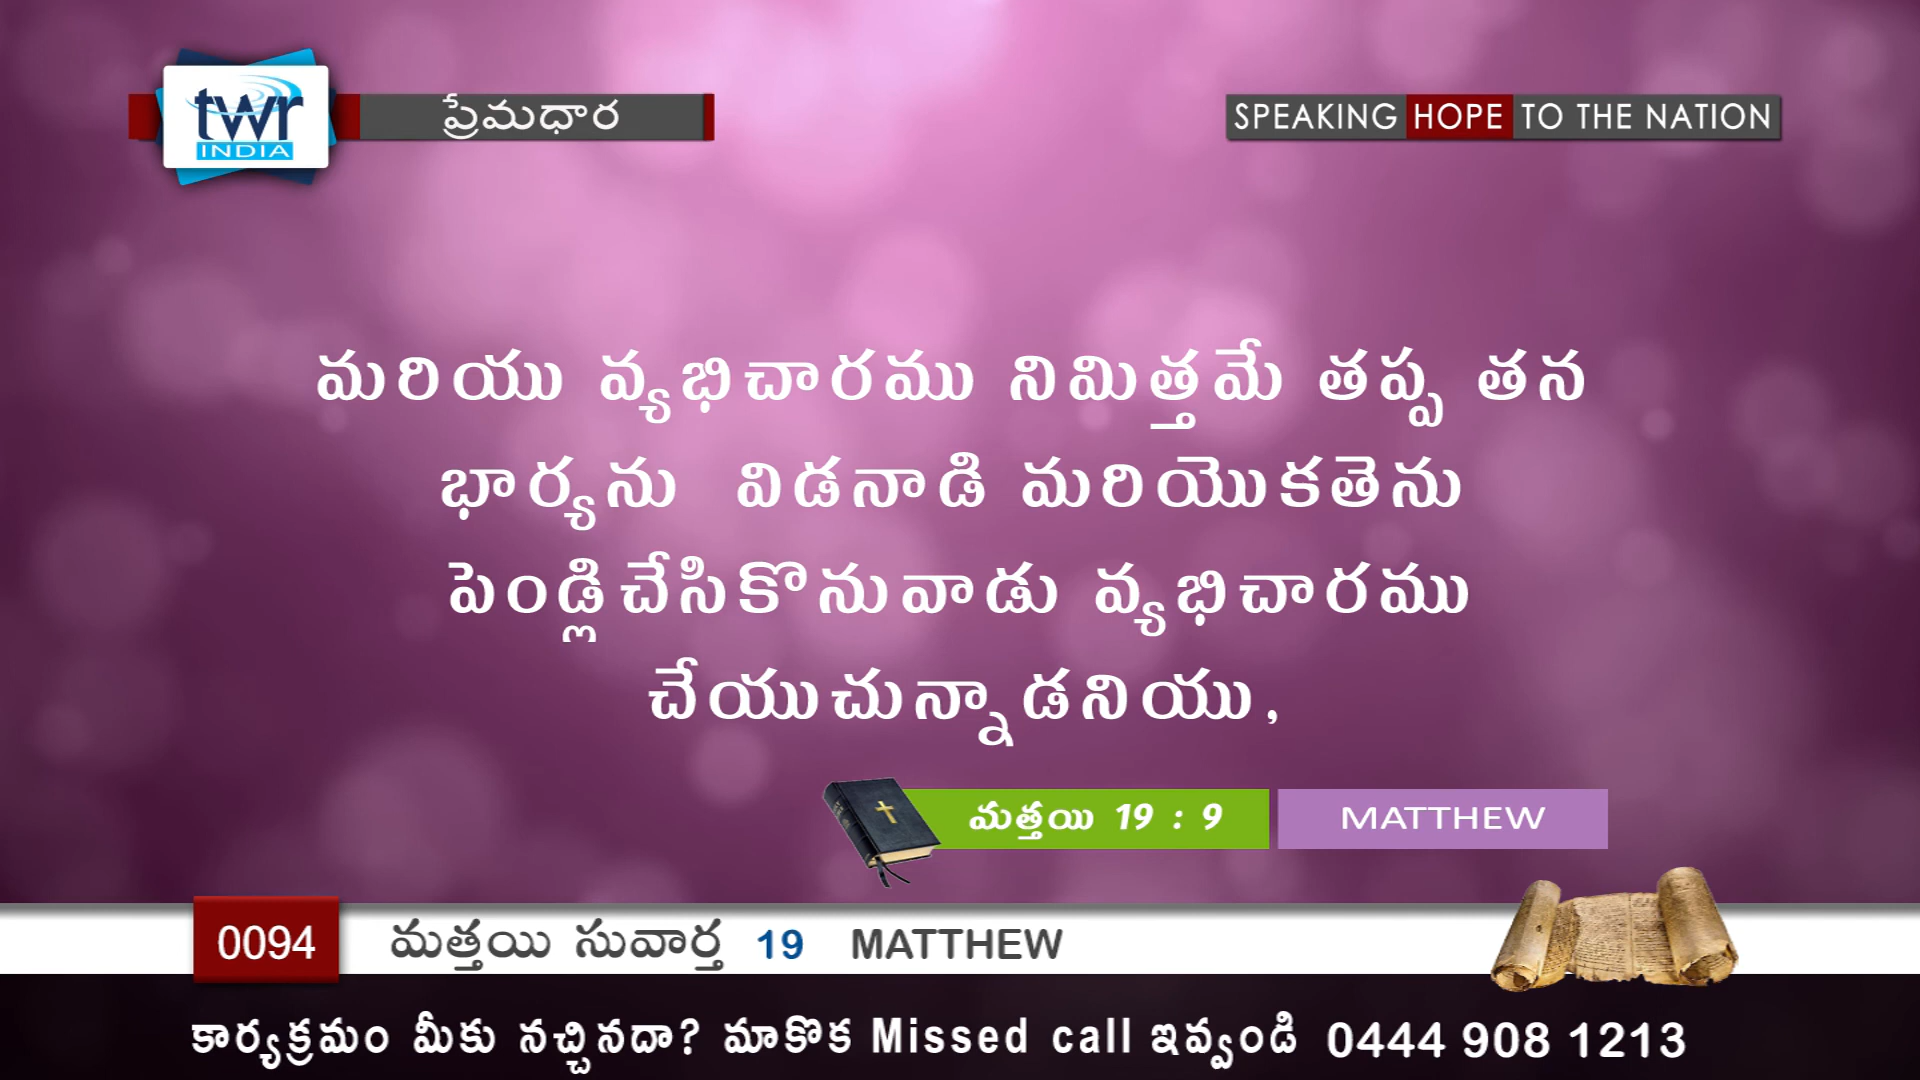 twr
INDIA
ప్రేమధార
SPEAKING HOPE TO THE NATION
మరియు వ్యభిచారము నిమిత్తమే తప్ప తన
భార్యను విడనాడి మరియొకతెను
పెండ్లిచేసికొనువాడు వ్యభిచారము
చేయుచున్నాడనియు,
మత్తయి 19 : 9 MATTHEW
0094 మత్తయి సువార్త 19 MATTHEW
కార్యక్రమం మీకు నచ్చినదా? మాకొక Missed call ఇవ్వండి 0444 908 1213